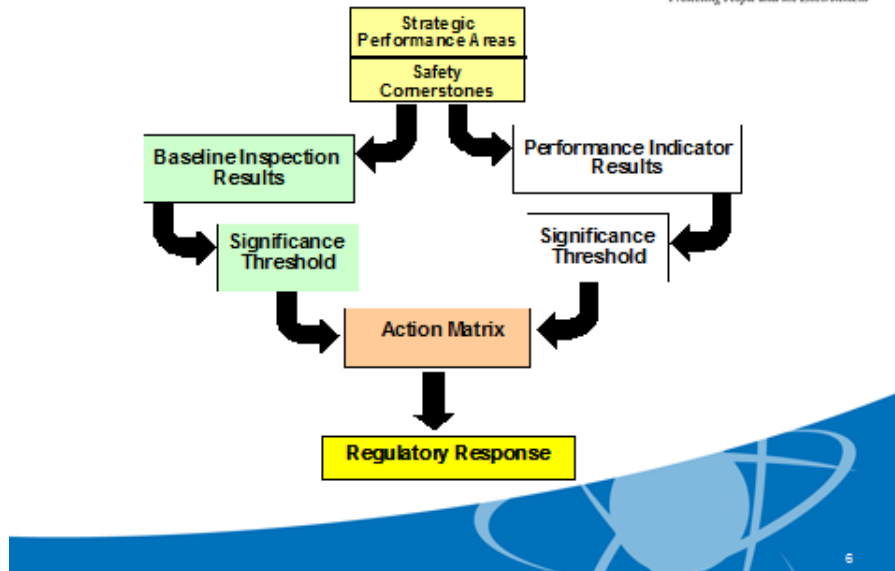 Strategic
Performance Areas
Safety
Cornerstones
Baseline Inspection
Results
Performance Indicator
Results
Significance
Threshold
Significance
Threshold
Action Matrix
Regulatory Response
6